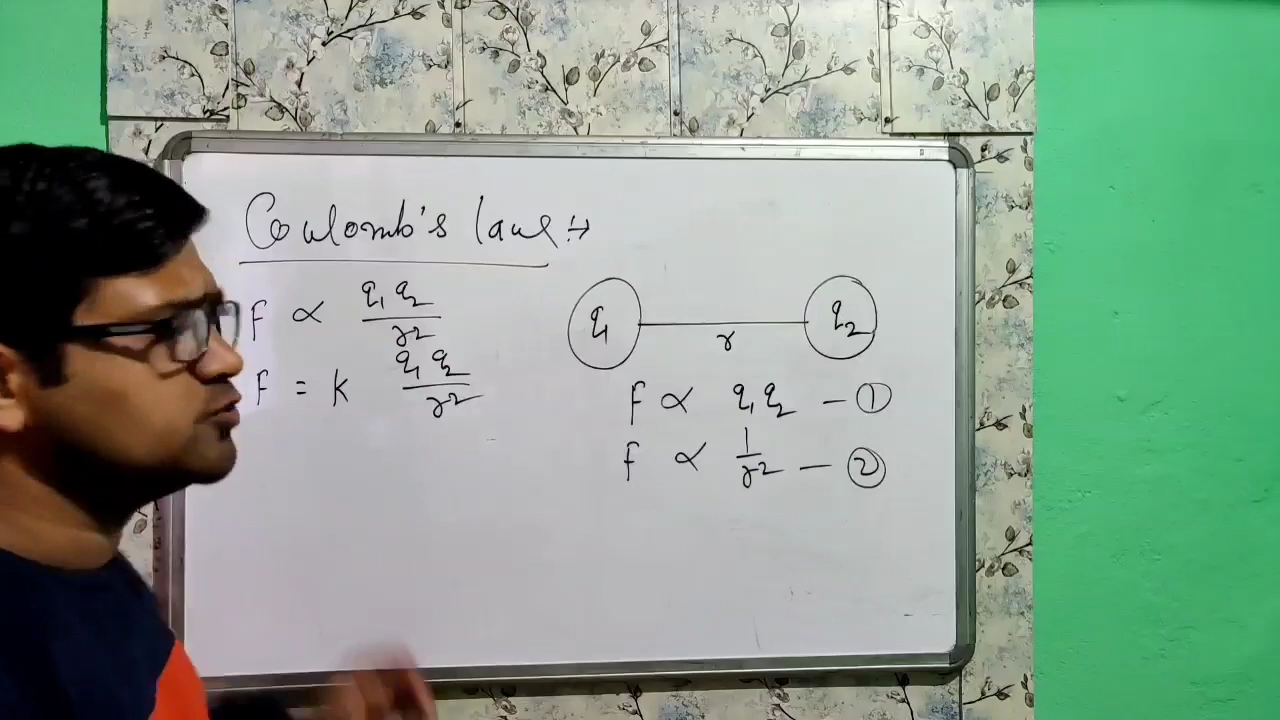 Coulomb's law :→
F ∝ q₁ q₂ / r²
F = k q₁ q₂ / r²
q₁ r q₂
F ∝ q₁ q₂ — ①
F ∝ 1 / r² — ②